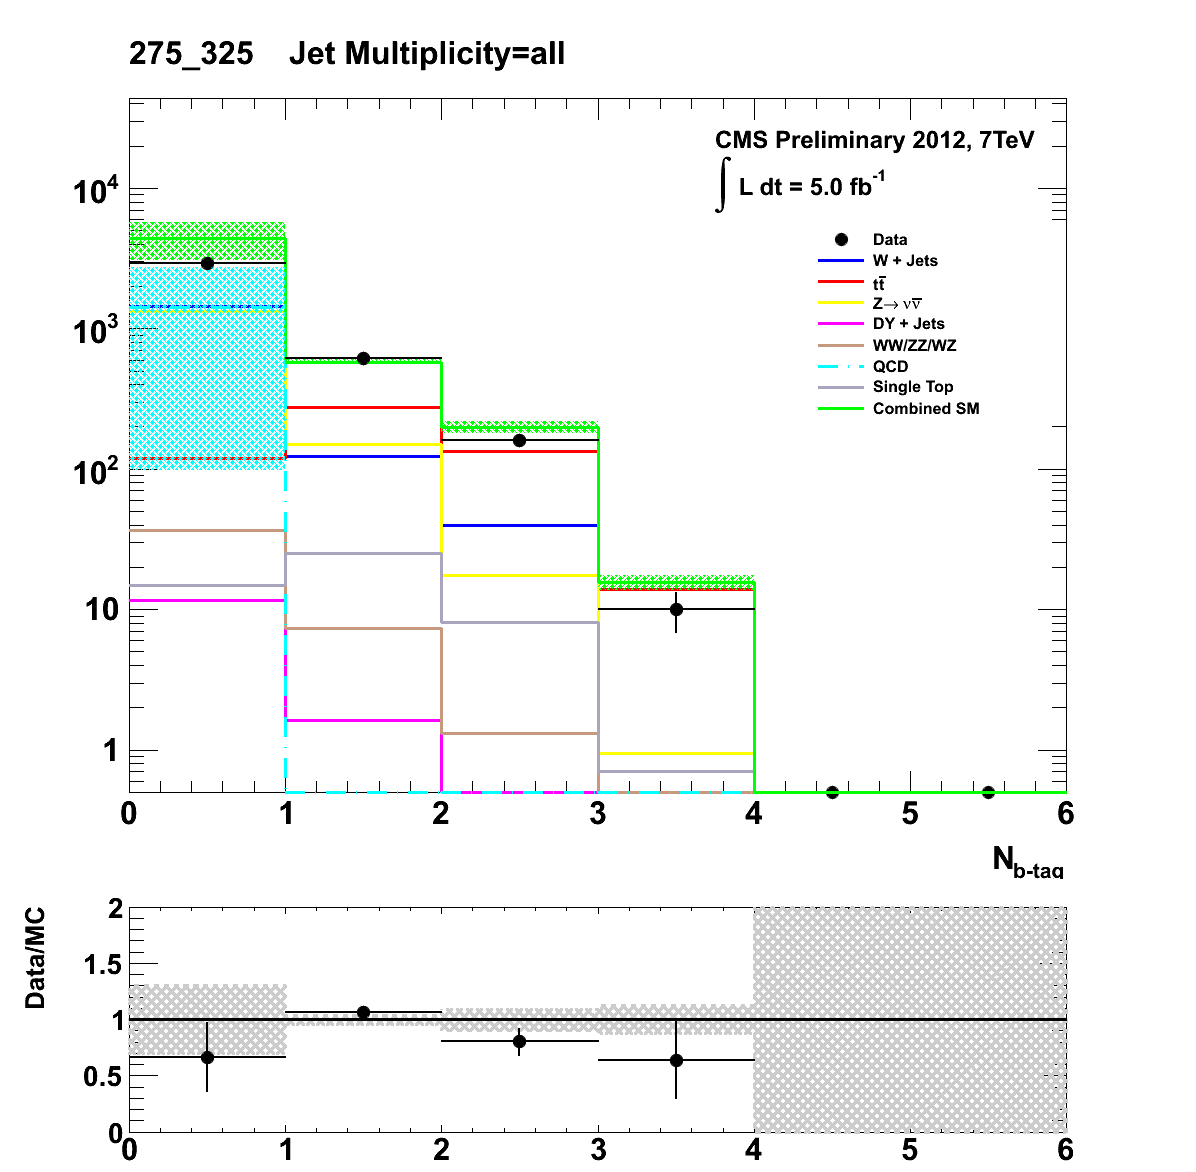 275_325 Jet Multiplicity=all
CMS Preliminary 2012, 7TeV
∫ L dt = 5.0 fb⁻¹
Data
W + Jets
tt̅
Z→ νν̅
DY + Jets
WW/ZZ/WZ
QCD
Single Top
Combined SM
10⁴
10³
10²
10
1
0 1 2 3 4 5 6
N_b-tag
Data/MC
2
1.5
1
0.5
0
0 1 2 3 4 5 6